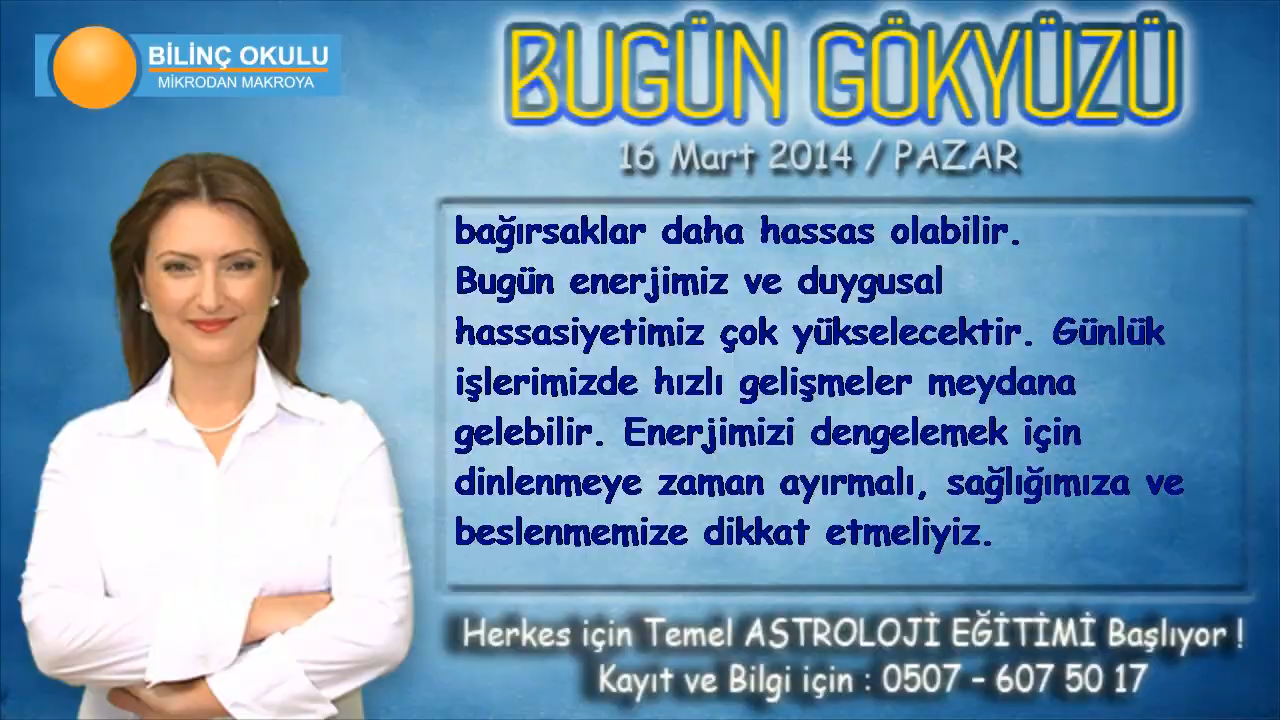 BİLİNÇ OKULU
MİKRODAN MAKROYA
BUGÜN GÖKYÜZÜ
16 Mart 2014 / PAZAR
bağırsaklar daha hassas olabilir.
Bugün enerjimiz ve duygusal
hassasiyetimiz çok yükselecektir. Günlük
işlerimizde hızlı gelişmeler meydana
gelebilir. Enerjimizi dengelemek için
dinlenmeye zaman ayırmalı, sağlığımıza ve
beslenmemize dikkat etmeliyiz.
Herkes için Temel ASTROLOJİ EĞİTİMİ Başlıyor !
Kayıt ve Bilgi için : 0507 - 607 50 17